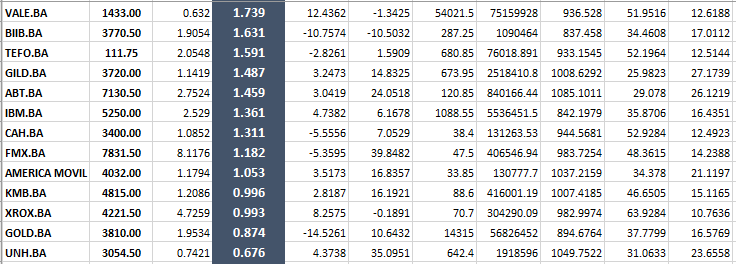 VALE.BA 1433.00 0.632 1.739 12.4362 -1.3425 54021.5 75159928 936.528 51.9516 12.6188
BIIB.BA 3770.50 1.9054 1.631 -10.7574 -10.5032 287.25 1090464 837.458 34.4608 17.0112
TEFO.BA 111.75 2.0548 1.591 -2.8261 1.5909 680.85 76018.891 933.1545 52.1964 12.5144
GILD.BA 3720.00 1.1419 1.487 3.2473 14.8325 673.95 2518410.8 1008.6292 25.9823 27.1739
ABT.BA 7130.50 2.7524 1.459 3.0419 24.0518 120.85 840166.44 1085.1011 29.078 26.1219
IBM.BA 5250.00 2.529 1.361 4.7382 6.1678 1088.55 5536451.5 842.1979 35.8706 16.4351
CAH.BA 3400.00 1.0852 1.311 -5.5556 7.0529 38.4 131263.53 944.5681 52.9284 12.4923
FMX.BA 7831.50 8.1176 1.182 -5.3595 39.8482 47.5 406546.94 983.7254 48.3615 14.2388
AMERICA MOVIL 4032.00 1.1794 1.053 3.5173 16.8357 33.85 130777.7 1037.2159 34.378 21.1197
KMB.BA 4815.00 1.2086 0.996 2.8187 16.1921 88.6 416001.19 1007.4185 46.6505 15.1165
XROX.BA 4221.50 4.7259 0.993 8.2575 -0.1891 70.7 304290.09 982.9974 63.9284 10.7636
GOLD.BA 3810.00 1.9534 0.874 -14.5261 10.6432 14315 56826452 894.6764 37.7799 16.5769
UNH.BA 3054.50 0.7421 0.676 4.3738 35.0951 642.4 1918596 1049.7522 31.0633 23.6558